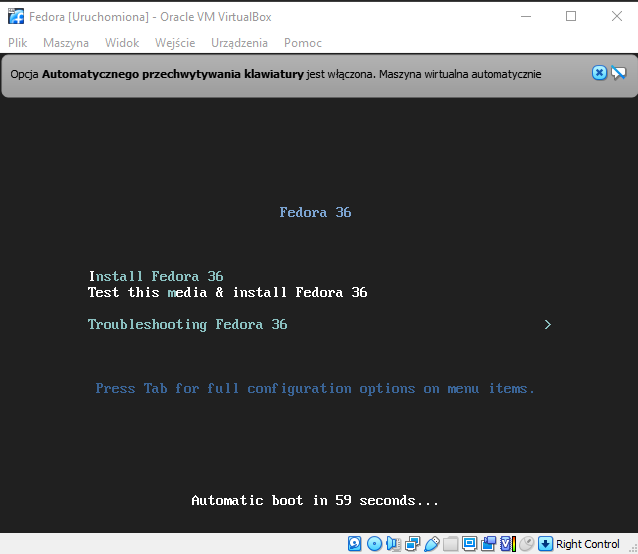 Fedora [Uruchomiona] - Oracle VM VirtualBox
Plik Maszyna Widok Wejście Urządzenia Pomoc
Opcja Automatycznego przechwytywania klawiatury jest włączona. Maszyna wirtualna automatycznie
Fedora 36
Install Fedora 36
Test this media & install Fedora 36
Troubleshooting Fedora 36 >
Press Tab for full configuration options on menu items.
Automatic boot in 59 seconds...
Right Control